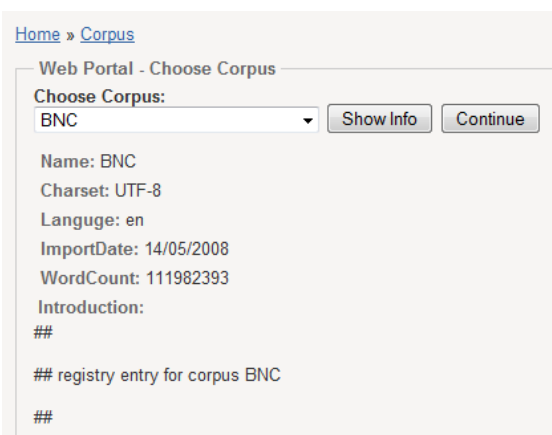 Home » Corpus
Web Portal - Choose Corpus
Choose Corpus:
BNC Show Info Continue
Name: BNC
Charset: UTF-8
Languge: en
ImportDate: 14/05/2008
WordCount: 111982393
Introduction:
##
## registry entry for corpus BNC
##